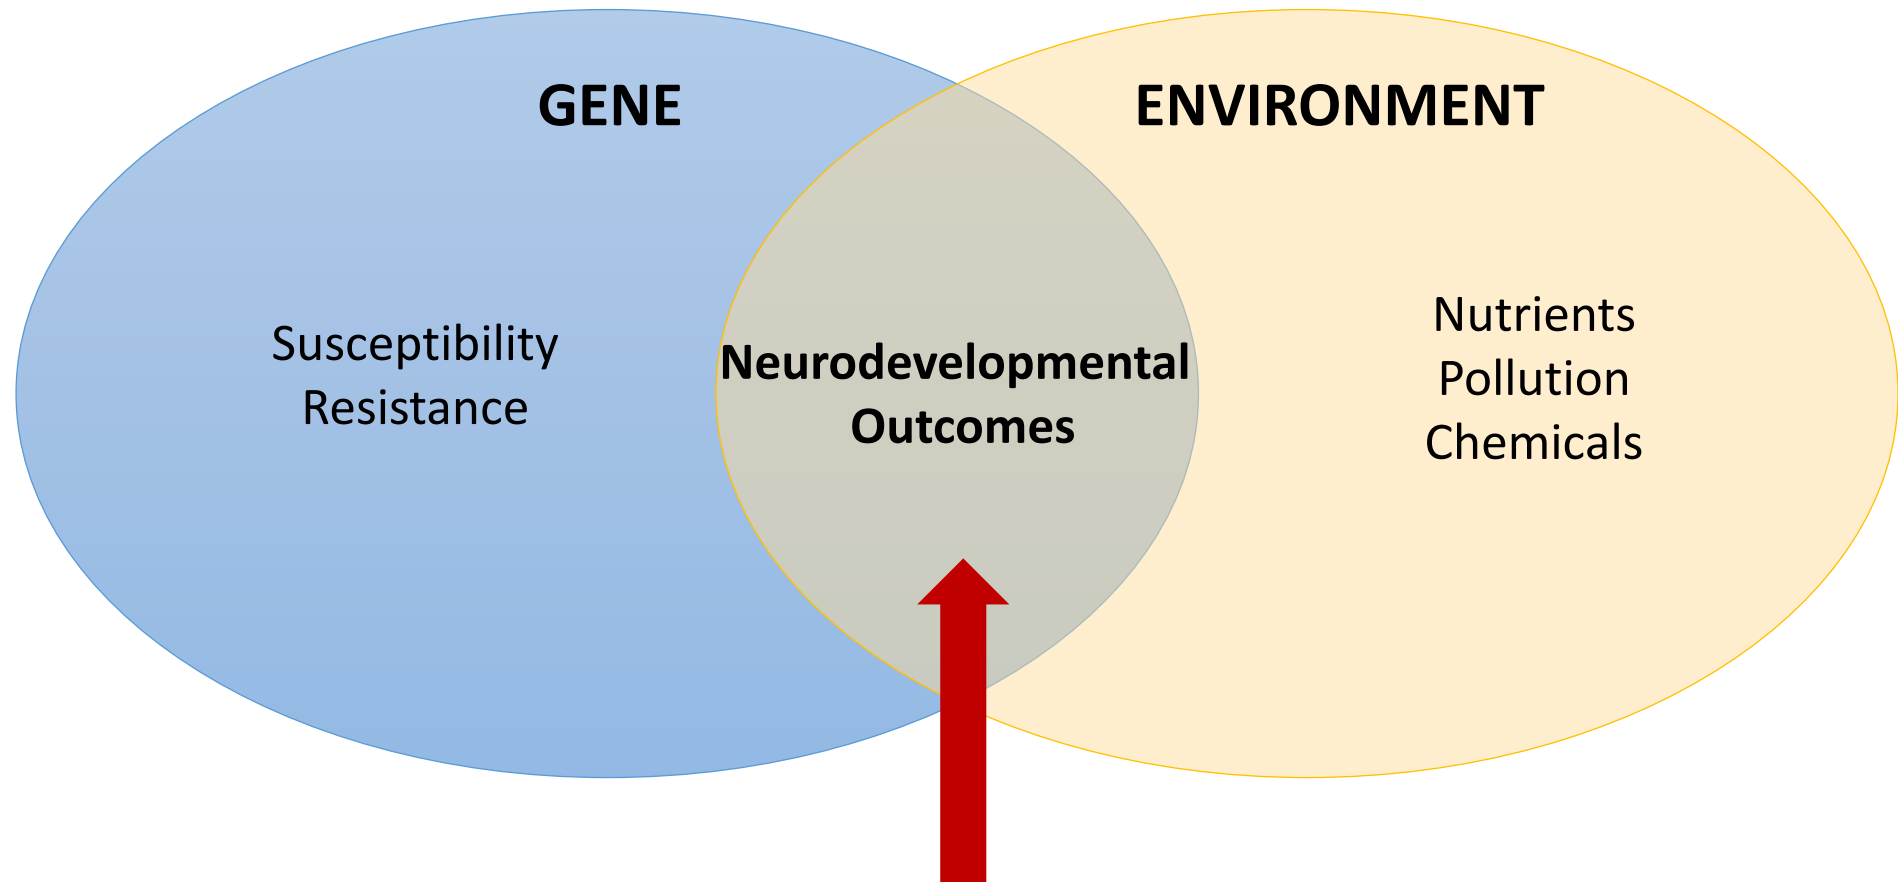 GENE
ENVIRONMENT
Susceptibility
Resistance
Neurodevelopmental
Outcomes
Nutrients
Pollution
Chemicals